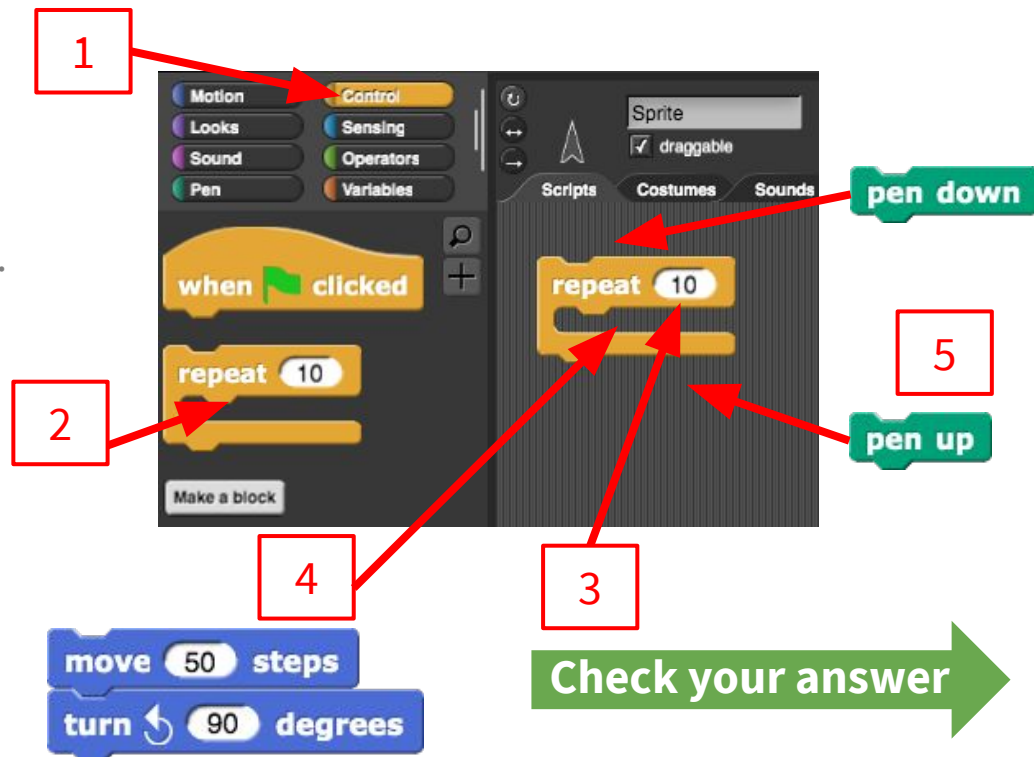 1
Motion
Control
Looks
Sensing
Sound
Operators
Pen
Variables
Sprite
draggable
Scripts
Costumes
Sounds
when clicked
repeat 10
Make a block
repeat 10
pen down
5
pen up
2
4
3
move 50 steps
turn 90 degrees
Check your answer